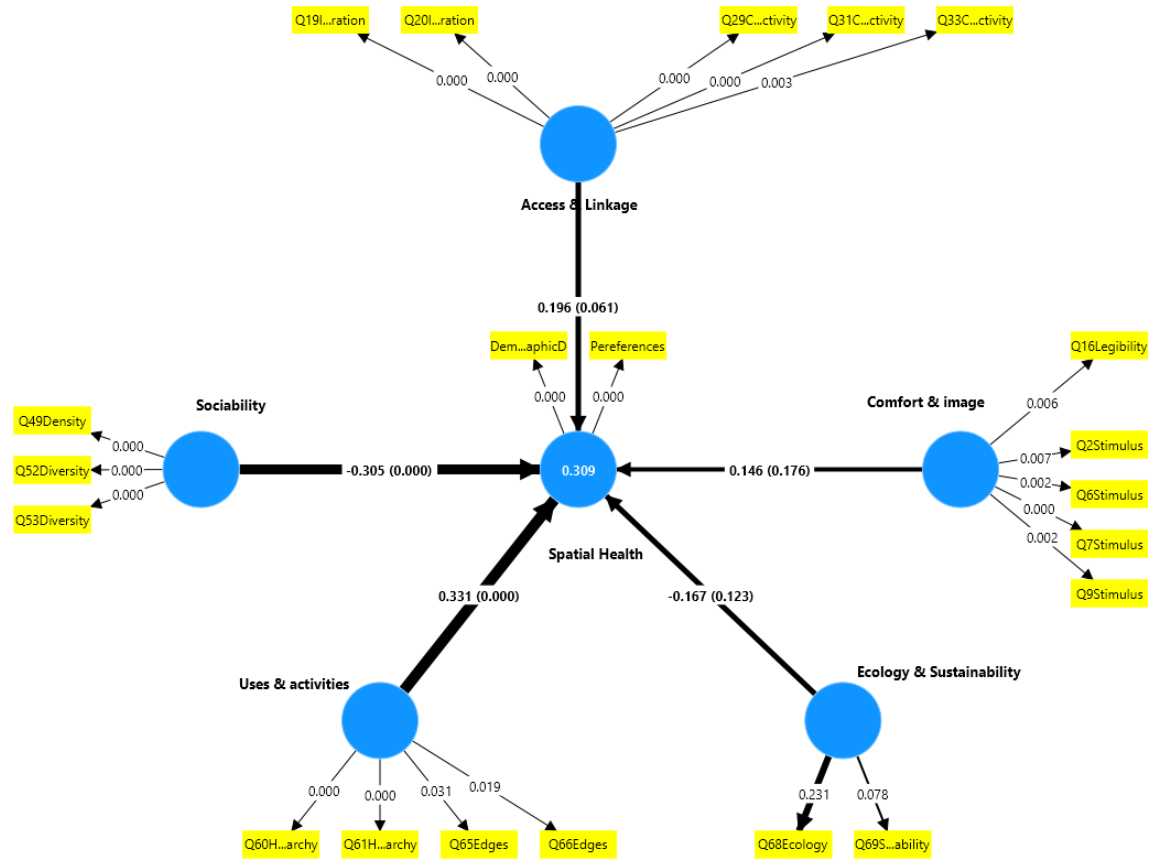 Q19I...ration
Q20I...ration
Q29C...ctivity
Q31C...ctivity
Q33C...ctivity
0.000
0.000
0.000
0.000
0.003
Access & Linkage
0.196 (0.061)
Dem...aphicD
Pereferences
0.000
0.000
Q16Legibility
0.006
Sociability
Comfort & image
Q49Density
0.000
Q52Diversity
0.000
Q53Diversity
0.000
-0.305 (0.000)
0.309
0.146 (0.176)
0.007
Q2Stimulus
0.002
Q6Stimulus
0.000
Q7Stimulus
0.002
Q9Stimulus
Spatial Health
0.331 (0.000)
-0.167 (0.123)
Uses & activities
Ecology & Sustainability
0.000
0.000
0.031
0.019
0.231
0.078
Q60H...archy
Q61H...archy
Q65Edges
Q66Edges
Q68Ecology
Q69S...ability